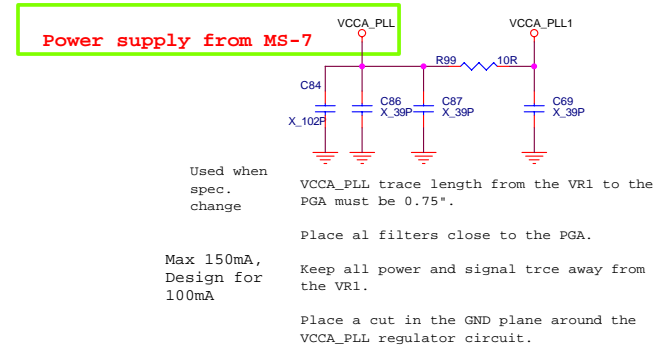 Power supply from MS-7
VCCA_PLL
VCCA_PLL1
R99
10R
C84
X_102P
C86
X_39P
C87
X_39P
C69
X_39P
Used when
spec.
change
VCCA_PLL trace length from the VR1 to the
PGA must be 0.75".
Place al filters close to the PGA.
Max 150mA,
Design for
100mA
Keep all power and signal trce away from
the VR1.
Place a cut in the GND plane around the
VCCA_PLL regulator circuit.